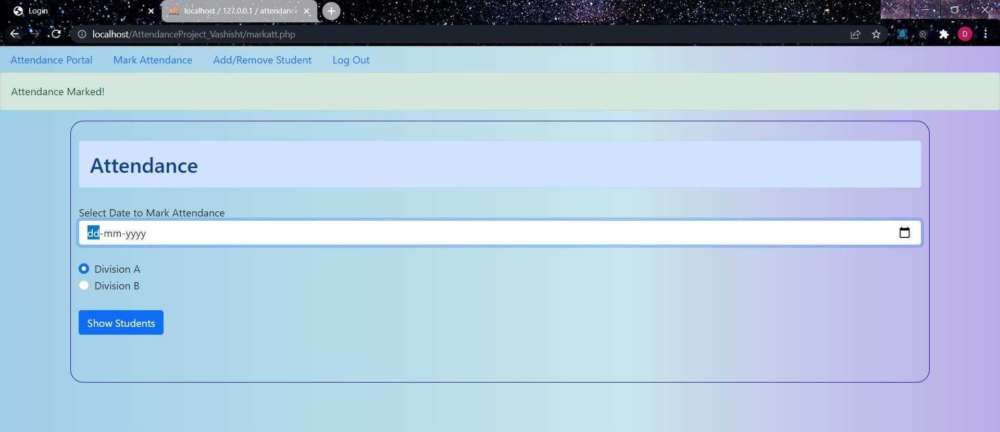 Login
localhost / 127.0.0.1 / attendanc
PMA
localhost/AttendanceProject_Vashisht/markatt.php
D
Attendance Portal Mark Attendance Add/Remove Student Log Out
Attendance Marked!
Attendance
Select Date to Mark Attendance
dd-mm-yyyy
Division A
Division B
Show Students